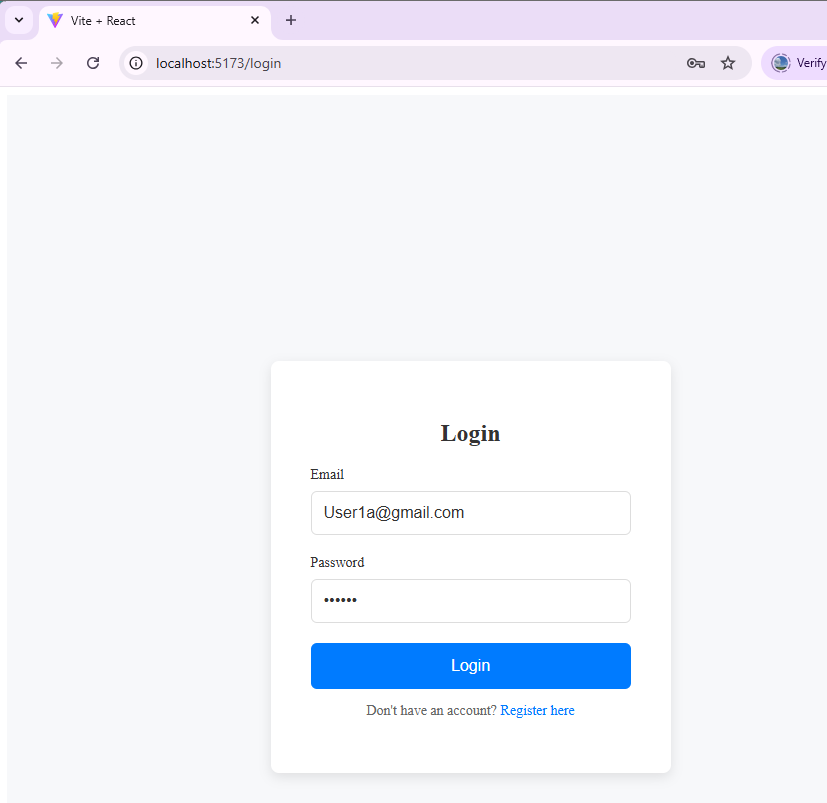 Vite + React
localhost:5173/login
Verify
Login
Email
User1a@gmail.com
Password
••••••
Login
Don't have an account? Register here